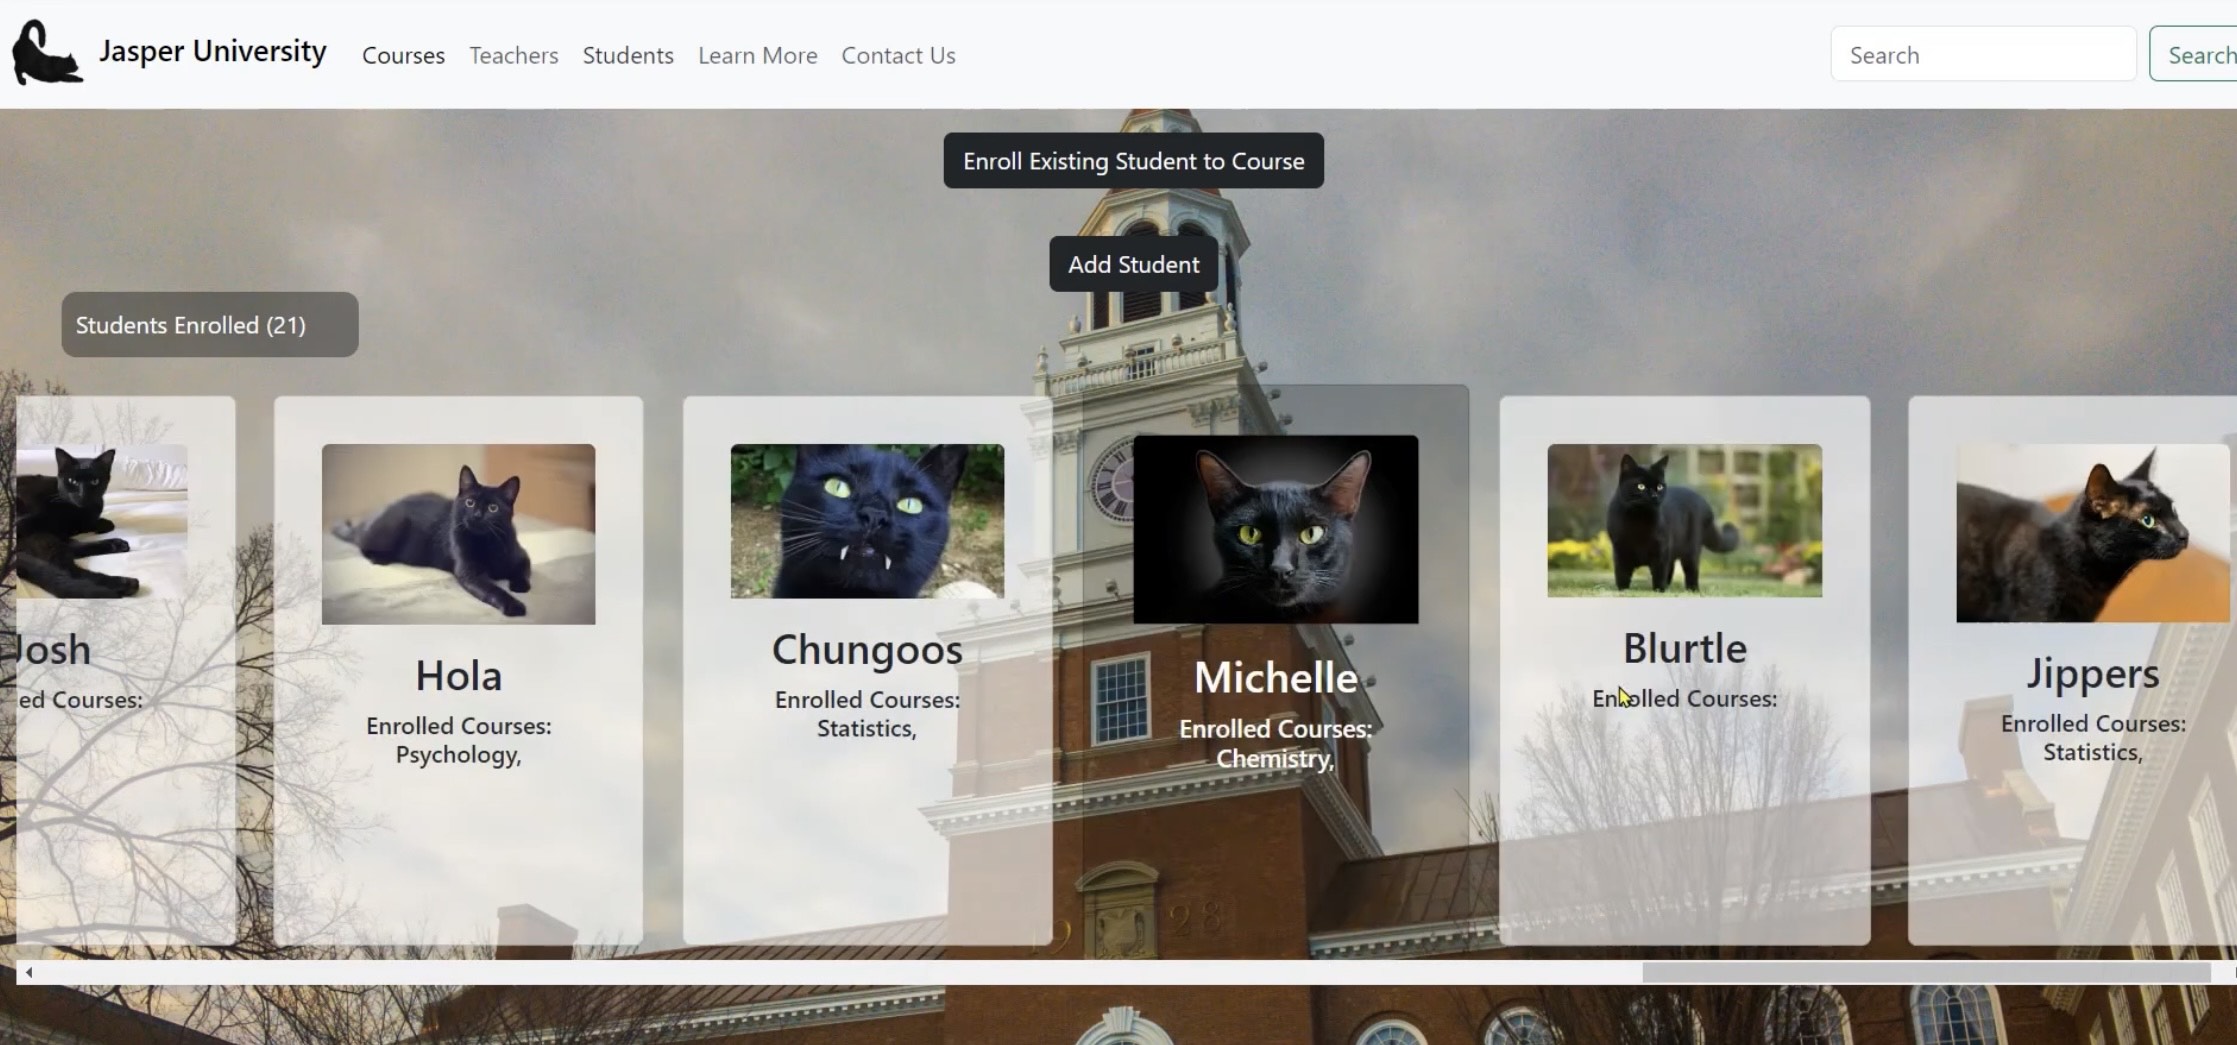 Jasper University
Courses
Teachers
Students
Learn More
Contact Us
Search
Search
Enroll Existing Student to Course
Add Student
Students Enrolled (21)
Josh
ed Courses:
Hola
Enrolled Courses:
Psychology,
Chungoos
Enrolled Courses:
Statistics,
Michelle
Enrolled Courses:
Chemistry,
Blurtle
Enrolled Courses:
Jippers
Enrolled Courses:
Statistics,
19 28